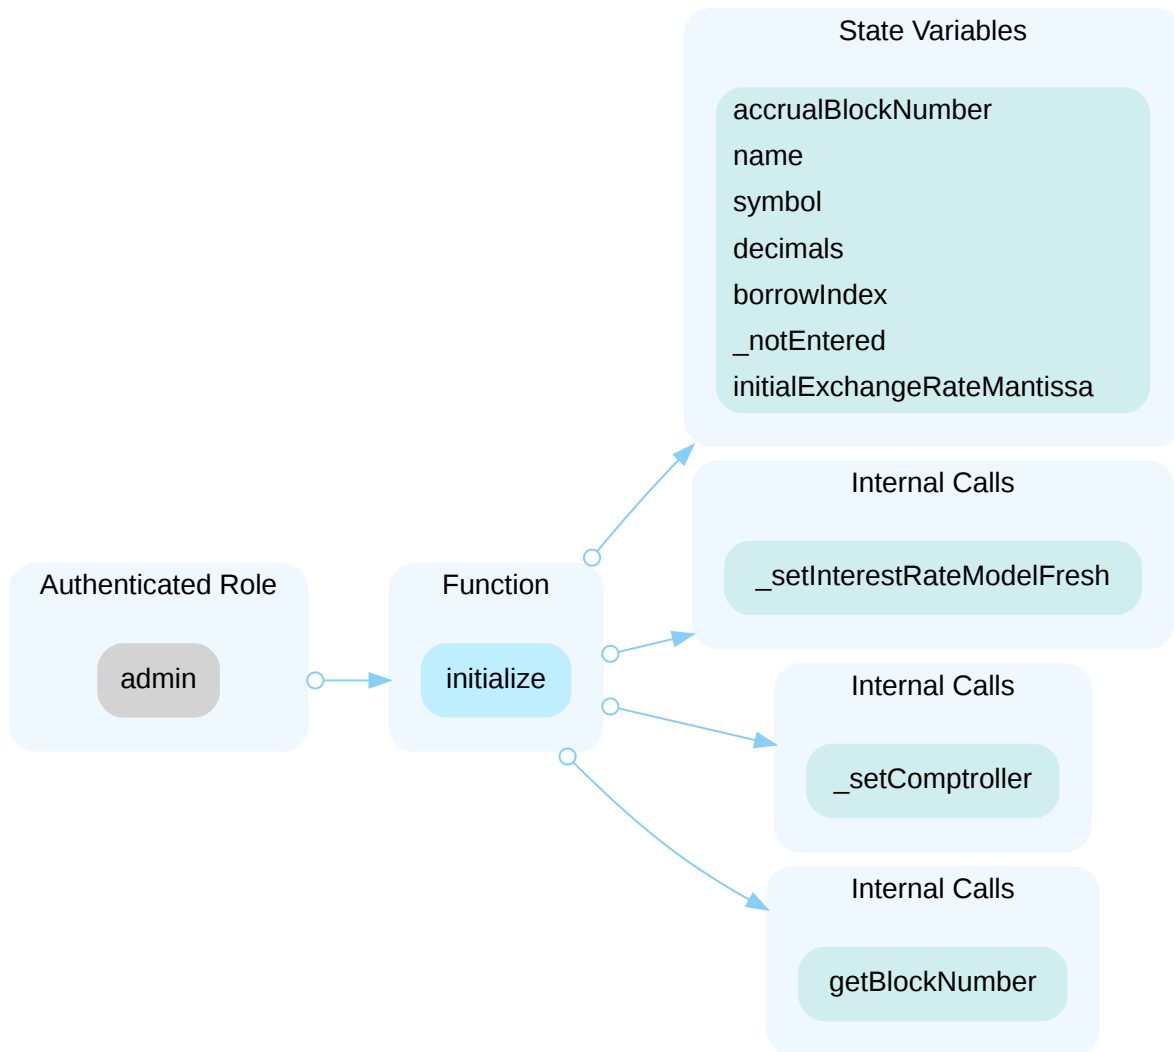 State Variables
accrualBlockNumber
name
symbol
decimals
borrowIndex
_notEntered
initialExchangeRateMantissa
Internal Calls
_setInterestRateModelFresh
Authenticated Role
admin
Function
initialize
Internal Calls
_setComptroller
Internal Calls
getBlockNumber